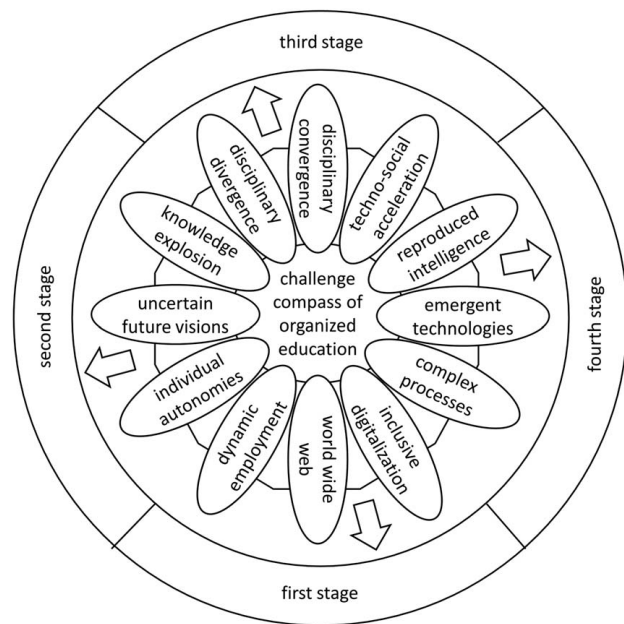 third stage
disciplinary
convergence
disciplinary
divergence
techno-social
acceleration
knowledge
explosion
reproduced
intelligence
second stage
uncertain
future visions
challenge
compass of
organized
education
emergent
technologies
fourth stage
individual
autonomies
complex
processes
dynamic
employment
world wide
web
inclusive
digitalization
first stage